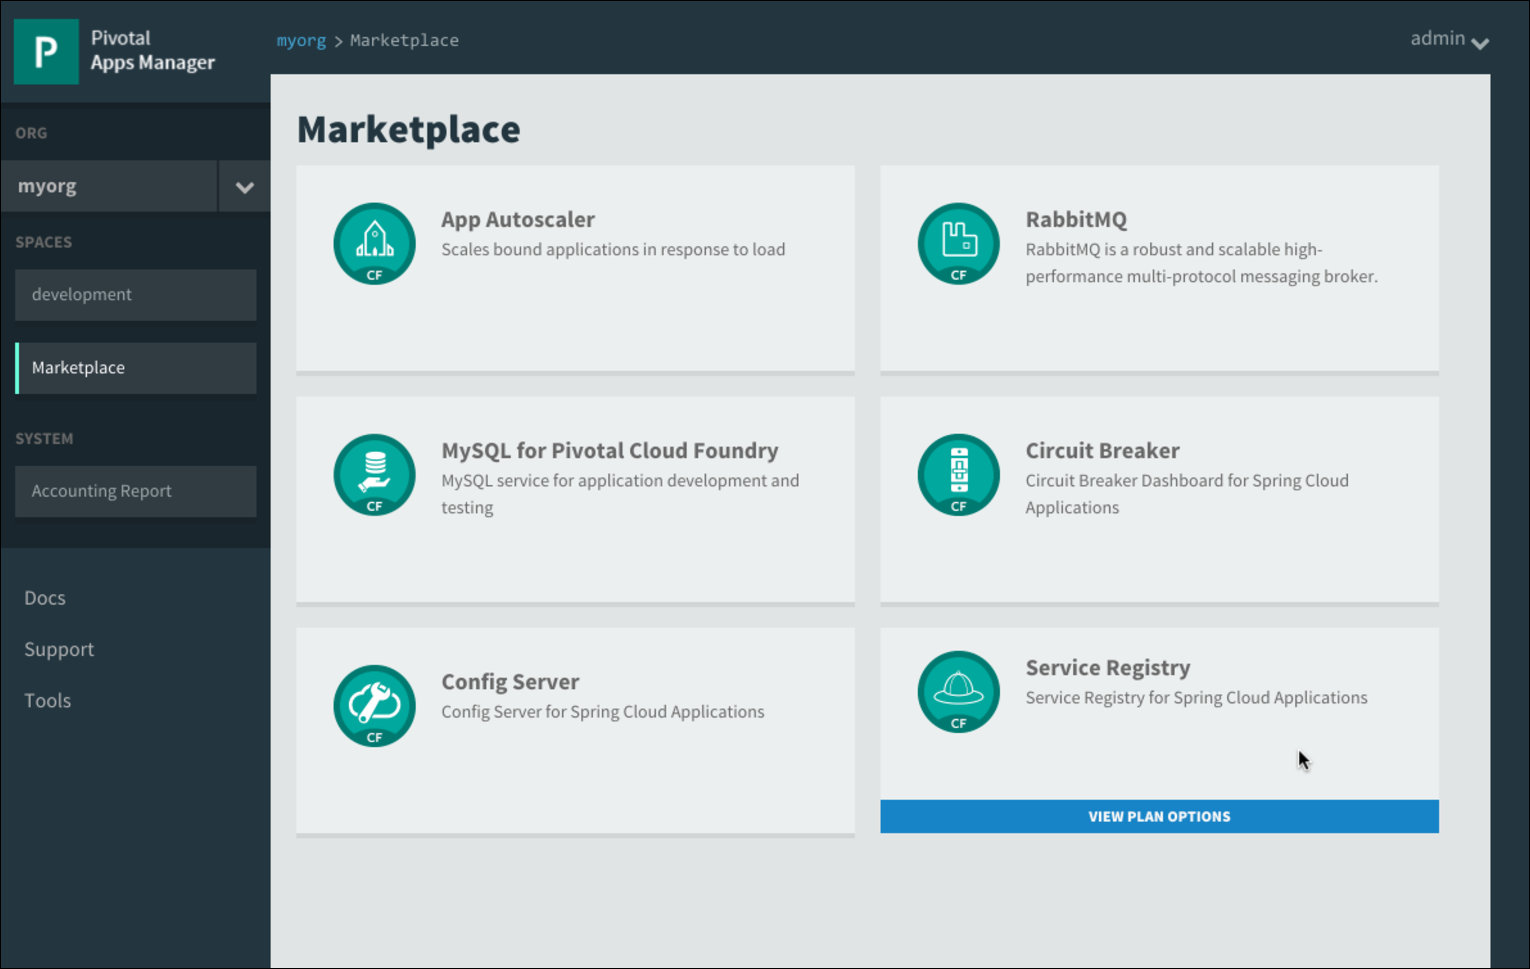 Pivotal
Apps Manager
myorg > Marketplace
admin
ORG
myorg
SPACES
development
Marketplace
SYSTEM
Accounting Report
Docs
Support
Tools
Marketplace
App Autoscaler
Scales bound applications in response to load
CF
RabbitMQ
RabbitMQ is a robust and scalable high-
performance multi-protocol messaging broker.
CF
MySQL for Pivotal Cloud Foundry
MySQL service for application development and
testing
CF
Circuit Breaker
Circuit Breaker Dashboard for Spring Cloud
Applications
CF
Config Server
Config Server for Spring Cloud Applications
CF
Service Registry
Service Registry for Spring Cloud Applications
CF
VIEW PLAN OPTIONS